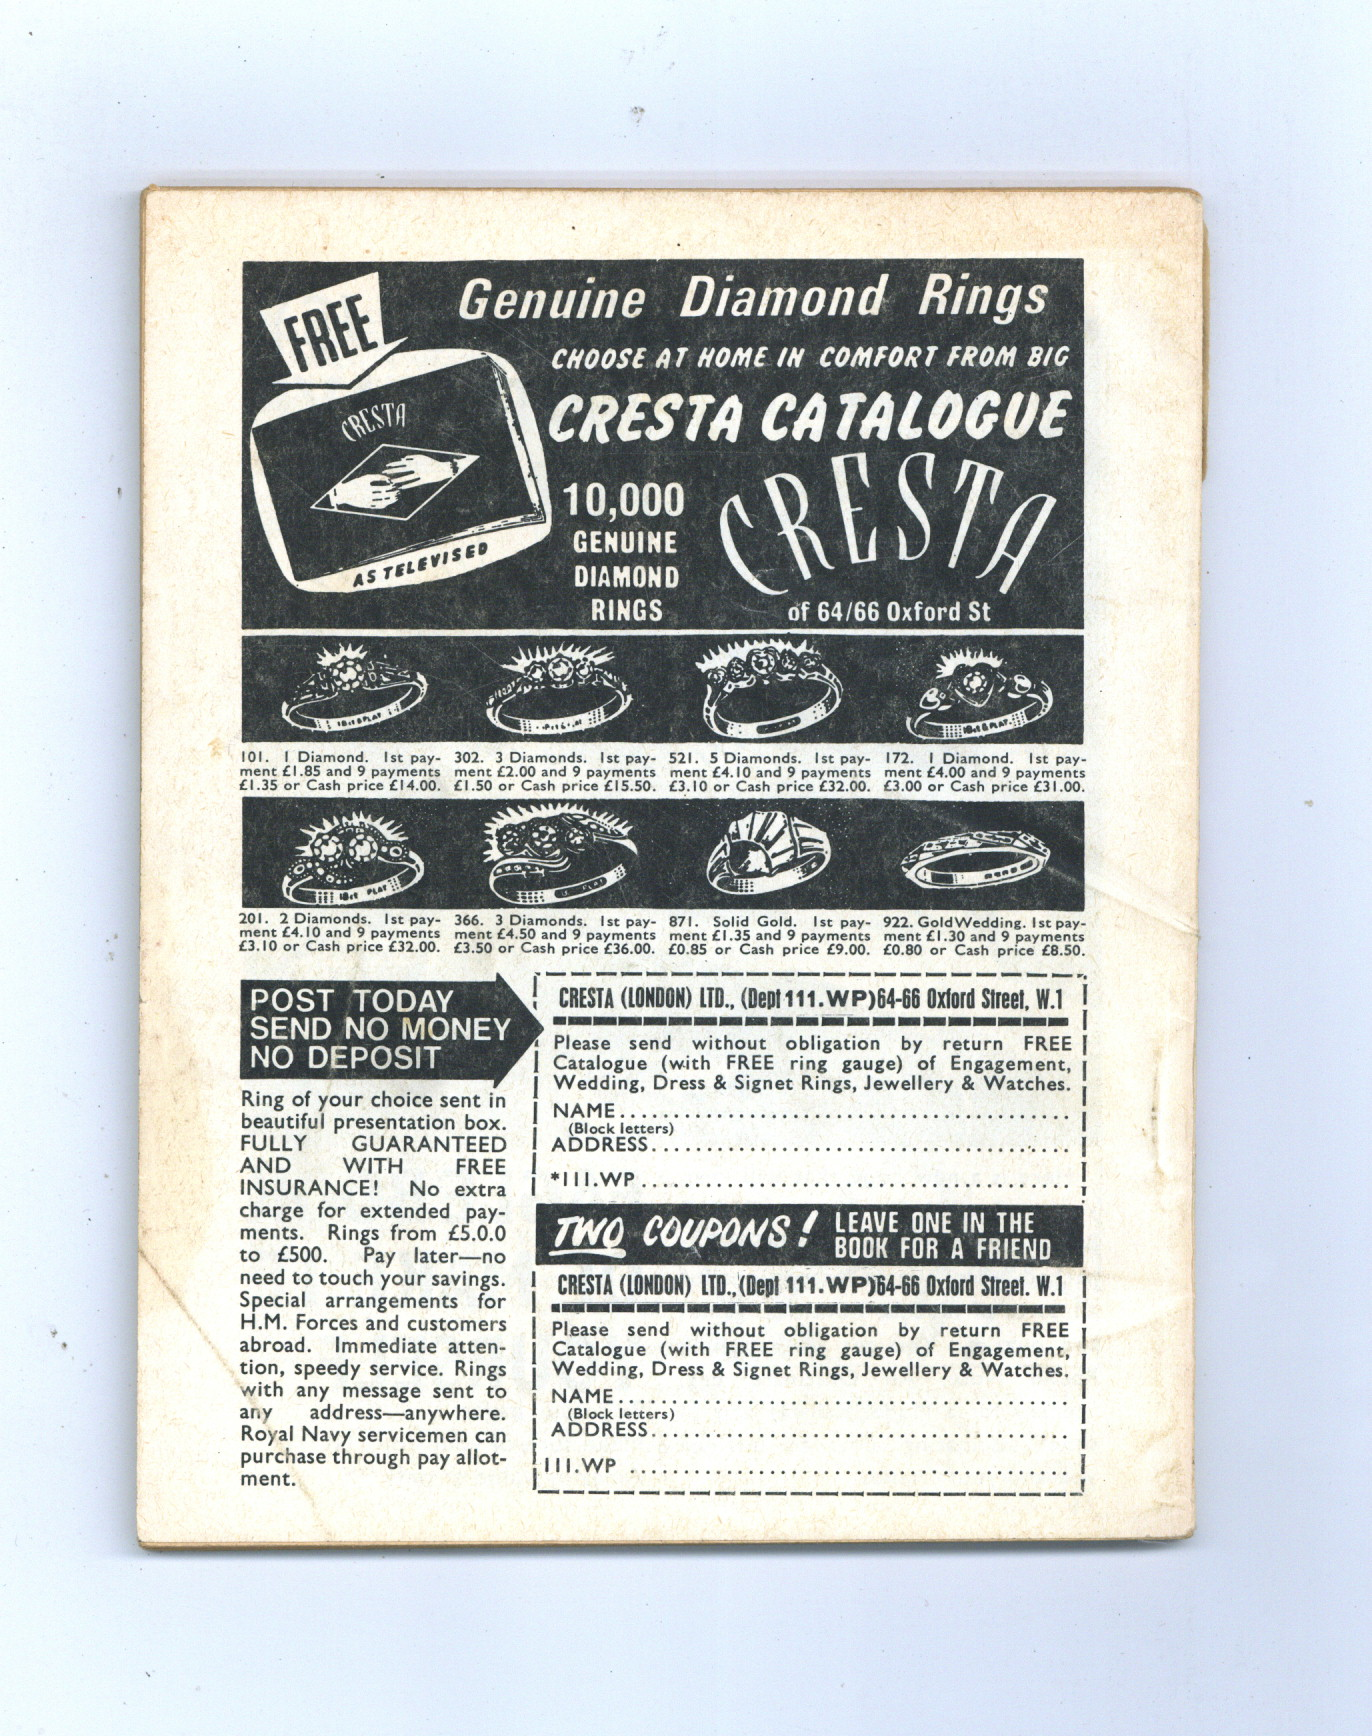 FREE
Genuine Diamond Rings
CHOOSE AT HOME IN COMFORT FROM BIG
CRESTA CATALOGUE
CRESTA
AS TELEVISED
10,000
GENUINE
DIAMOND
RINGS
CRESTA
of 64/66 Oxford St
18ct & PLAT
18ct & PLAT.
101. 1 Diamond. 1st pay-
ment £1.85 and 9 payments
£1.35 or Cash price £14.00.
302. 3 Diamonds. 1st pay-
ment £2.00 and 9 payments
£1.50 or Cash price £15.50.
521. 5 Diamonds. 1st pay-
ment £4.10 and 9 payments
£3.10 or Cash price £32.00.
172. 1 Diamond. 1st pay-
ment £4.00 and 9 payments
£3.00 or Cash price £31.00.
18ct PLAT
PLAT
201. 2 Diamonds. 1st pay-
ment £4.10 and 9 payments
£3.10 or Cash price £32.00.
366. 3 Diamonds. 1st pay-
ment £4.50 and 9 payments
£3.50 or Cash price £36.00.
871. Solid Gold. 1st pay-
ment £1.35 and 9 payments
£0.85 or Cash price £9.00.
922. Gold Wedding. 1st pay-
ment £1.30 and 9 payments
£0.80 or Cash price £8.50.
POST TODAY
SEND NO MONEY
NO DEPOSIT
Ring of your choice sent in
beautiful presentation box.
FULLY GUARANTEED
AND WITH FREE
INSURANCE! No extra
charge for extended pay-
ments. Rings from £5.0.0
to £500. Pay later—no
need to touch your savings.
Special arrangements for
H.M. Forces and customers
abroad. Immediate atten-
tion, speedy service. Rings
with any message sent to
any address—anywhere.
Royal Navy servicemen can
purchase through pay allot-
ment.
CRESTA (LONDON) LTD., (Dept 111.WP) 64-66 Oxford Street, W.1
Please send without obligation by return FREE
Catalogue (with FREE ring gauge) of Engagement,
Wedding, Dress & Signet Rings, Jewellery & Watches.
NAME..........................................
(Block letters)
ADDRESS.......................................
*111.WP........................................
TWO COUPONS! LEAVE ONE IN THE
BOOK FOR A FRIEND
CRESTA (LONDON) LTD., (Dept 111.WP) 64-66 Oxford Street. W.1
Please send without obligation by return FREE
Catalogue (with FREE ring gauge) of Engagement,
Wedding, Dress & Signet Rings, Jewellery & Watches.
NAME..........................................
(Block letters)
ADDRESS.......................................
111.WP ........................................